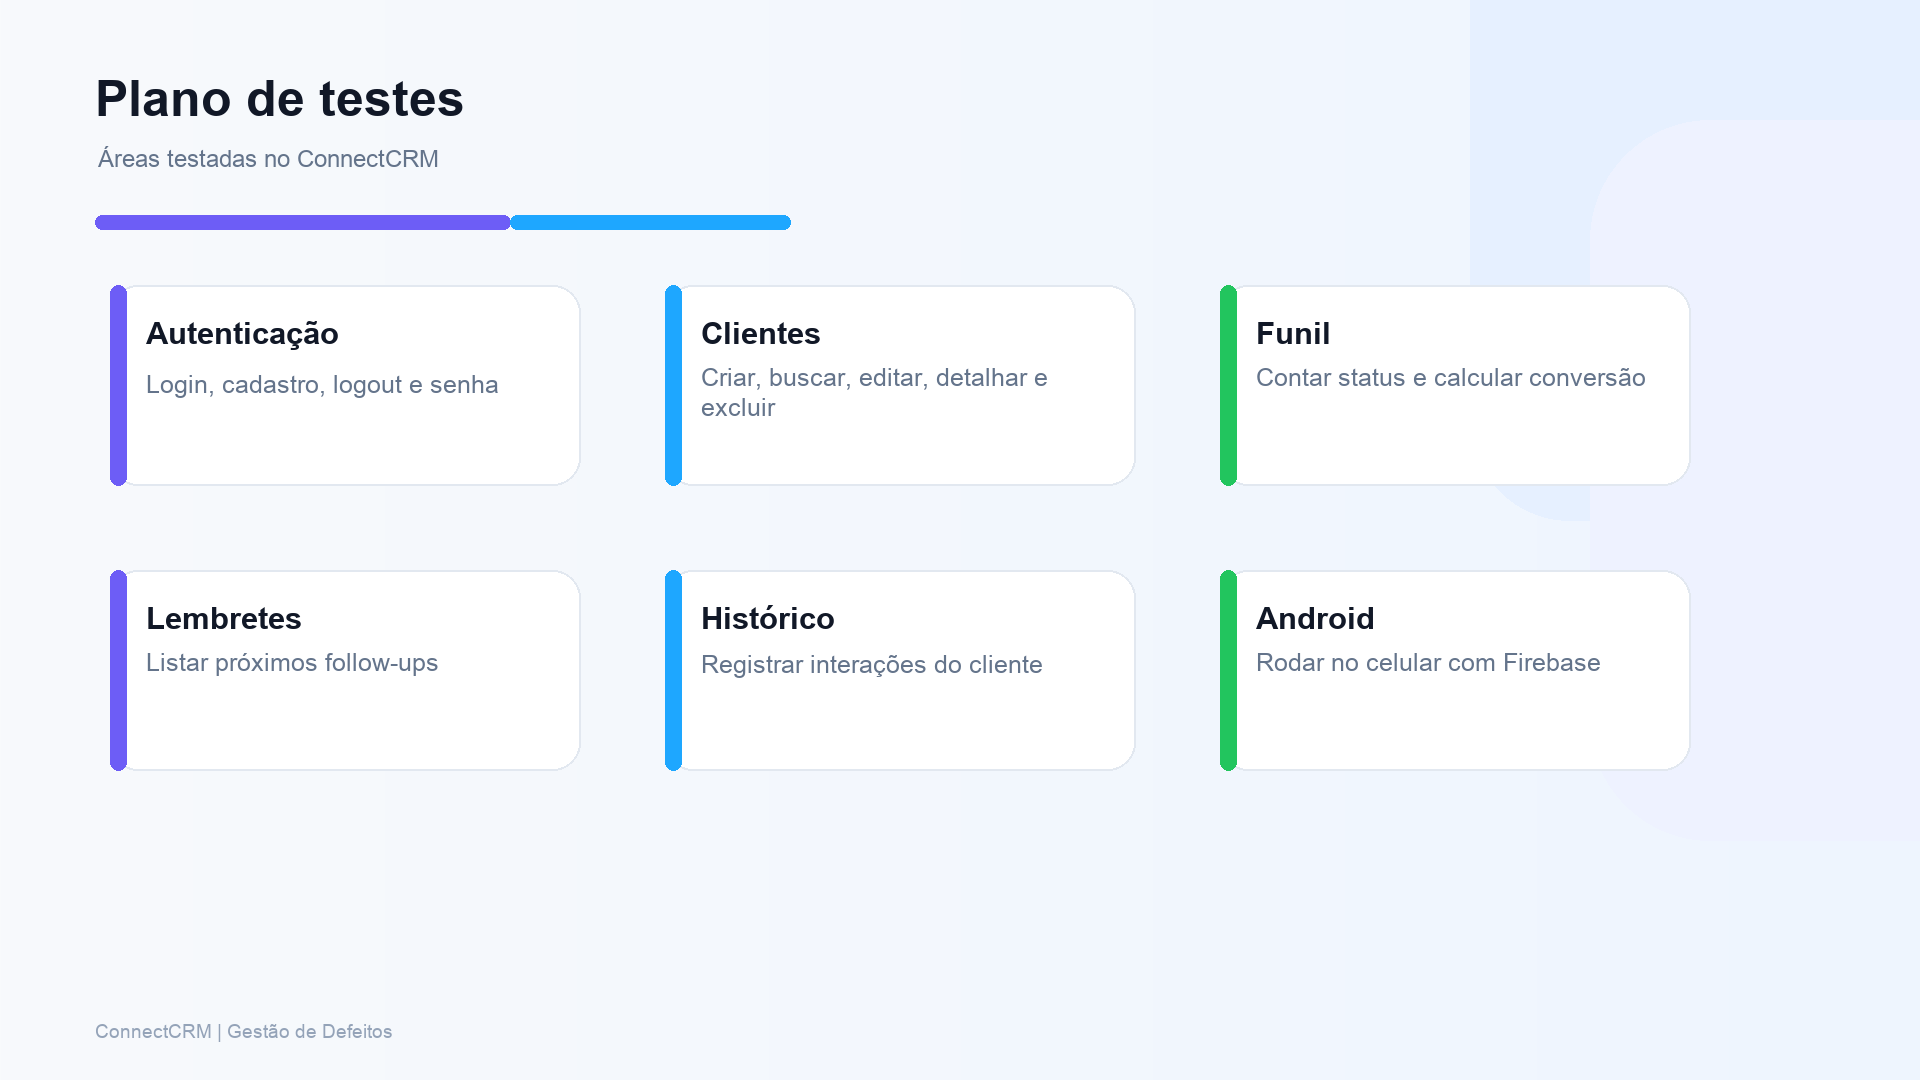 Plano de testes
Áreas testadas no ConnectCRM
Autenticação
Login, cadastro, logout e senha
Clientes
Criar, buscar, editar, detalhar e
excluir
Funil
Contar status e calcular conversão
Lembretes
Listar próximos follow-ups
Histórico
Registrar interações do cliente
Android
Rodar no celular com Firebase
ConnectCRM | Gestão de Defeitos